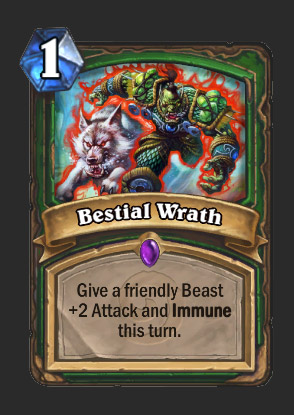 1
Bestial Wrath
Give a friendly Beast
+2 Attack and Immune
this turn.